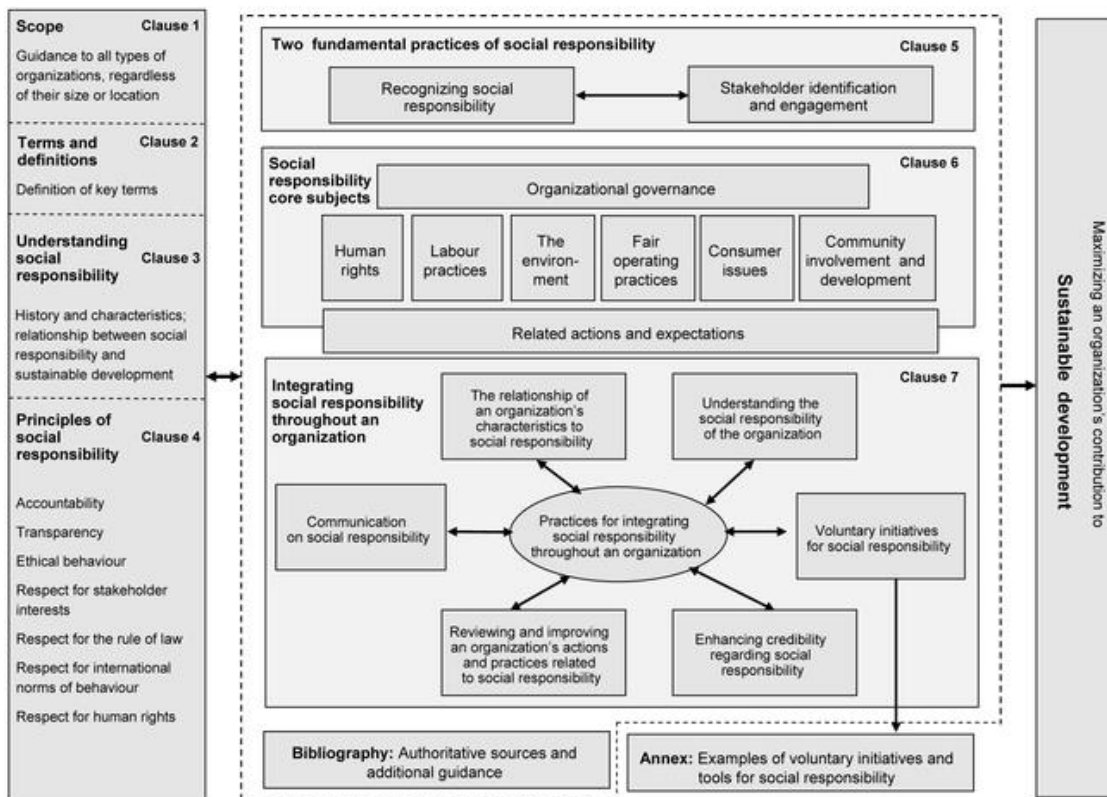 Scope Clause 1
Guidance to all types of
organizations, regardless
of their size or location
Terms and Clause 2
definitions
Definition of key terms
Understanding
social Clause 3
responsibility
History and characteristics;
relationship between social
responsibility and
sustainable development
Principles of
social Clause 4
responsibility
Accountability
Transparency
Ethical behaviour
Respect for stakeholder
interests
Respect for the rule of law
Respect for international
norms of behaviour
Respect for human rights
Two fundamental practices of social responsibility Clause 5
Recognizing social
responsibility
Stakeholder identification
and engagement
Social Clause 6
responsibility
core subjects
Organizational governance
Human
rights
Labour
practices
The
environ-
ment
Fair
operating
practices
Consumer
issues
Community
involvement and
development
Related actions and expectations
Integrating Clause 7
social responsibility
throughout an
organization
The relationship of
an organization's
characteristics to
social responsibility
Understanding the
social responsibility
of the organization
Communication
on social responsibility
Practices for integrating
social responsibility
throughout an organization
Voluntary initiatives
for social responsibility
Reviewing and improving
an organization's actions
and practices related
to social responsibility
Enhancing credibility
regarding social
responsibility
Bibliography: Authoritative sources and
additional guidance
Annex: Examples of voluntary initiatives and
tools for social responsibility
Maximizing an organization's contribution to
Sustainable development